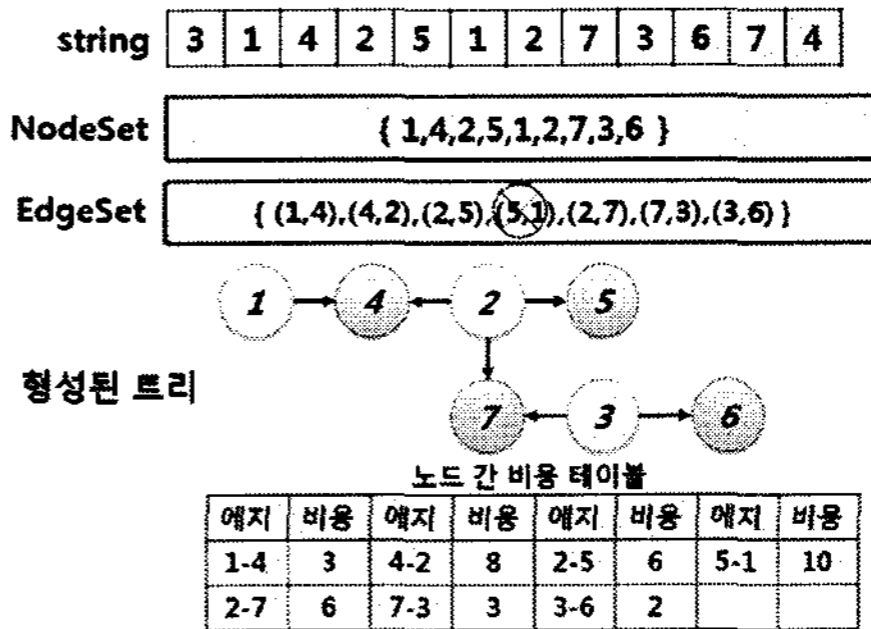 string 3 1 4 2 5 1 2 7 3 6 7 4
NodeSet { 1,4,2,5,1,2,7,3,6 }
EdgeSet { (1,4),(4,2),(2,5),(5,1),(2,7),(7,3),(3,6) }
1 4 2 5
형성된 트리
7 3 6
노드 간 비용 테이블
에지 비용 에지 비용 에지 비용 에지 비용
1-4 3 4-2 8 2-5 6 5-1 10
2-7 6 7-3 3 3-6 2